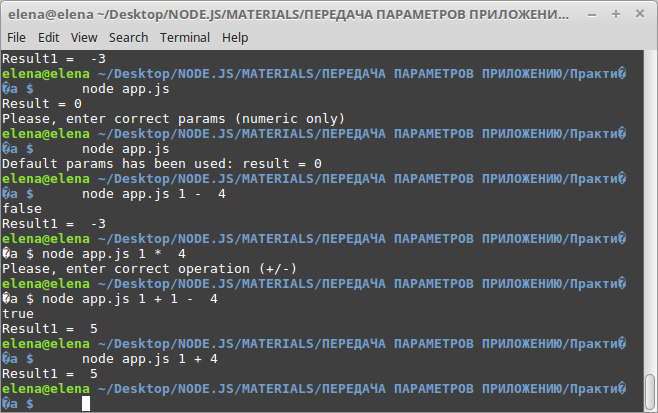 elena@elena ~/Desktop/NODE.JS/MATERIALS/ПЕРЕДАЧА ПАРАМЕТРОВ ПРИЛОЖЕНИ...
File Edit View Search Terminal Help
Result1 =  -3
elena@elena ~/Desktop/NODE.JS/MATERIALS/ПЕРЕДАЧА ПАРАМЕТРОВ ПРИЛОЖЕНИЮ/Практи�
�а $      node app.js
Result = 0
Please, enter correct params (numeric only)
elena@elena ~/Desktop/NODE.JS/MATERIALS/ПЕРЕДАЧА ПАРАМЕТРОВ ПРИЛОЖЕНИЮ/Практи�
�а $      node app.js
Default params has been used: result = 0
elena@elena ~/Desktop/NODE.JS/MATERIALS/ПЕРЕДАЧА ПАРАМЕТРОВ ПРИЛОЖЕНИЮ/Практи�
�а $      node app.js 1 -  4
false
Result1 =  -3
elena@elena ~/Desktop/NODE.JS/MATERIALS/ПЕРЕДАЧА ПАРАМЕТРОВ ПРИЛОЖЕНИЮ/Практи�
�а $ node app.js 1 *  4
Please, enter correct operation (+/-)
elena@elena ~/Desktop/NODE.JS/MATERIALS/ПЕРЕДАЧА ПАРАМЕТРОВ ПРИЛОЖЕНИЮ/Практи�
�а $ node app.js 1 + 1 -  4
true
Result1 =  5
elena@elena ~/Desktop/NODE.JS/MATERIALS/ПЕРЕДАЧА ПАРАМЕТРОВ ПРИЛОЖЕНИЮ/Практи�
�а $      node app.js 1 + 4
Result1 =  5
elena@elena ~/Desktop/NODE.JS/MATERIALS/ПЕРЕДАЧА ПАРАМЕТРОВ ПРИЛОЖЕНИЮ/Практи�
�а $